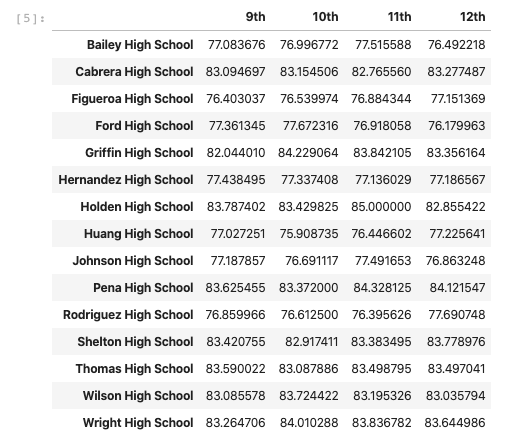 [5]: 9th 10th 11th 12th
Bailey High School 77.083676 76.996772 77.515588 76.492218
Cabrera High School 83.094697 83.154506 82.765560 83.277487
Figueroa High School 76.403037 76.539974 76.884344 77.151369
Ford High School 77.361345 77.672316 76.918058 76.179963
Griffin High School 82.044010 84.229064 83.842105 83.356164
Hernandez High School 77.438495 77.337408 77.136029 77.186567
Holden High School 83.787402 83.429825 85.000000 82.855422
Huang High School 77.027251 75.908735 76.446602 77.225641
Johnson High School 77.187857 76.691117 77.491653 76.863248
Pena High School 83.625455 83.372000 84.328125 84.121547
Rodriguez High School 76.859966 76.612500 76.395626 77.690748
Shelton High School 83.420755 82.917411 83.383495 83.778976
Thomas High School 83.590022 83.087886 83.498795 83.497041
Wilson High School 83.085578 83.724422 83.195326 83.035794
Wright High School 83.264706 84.010288 83.836782 83.644986